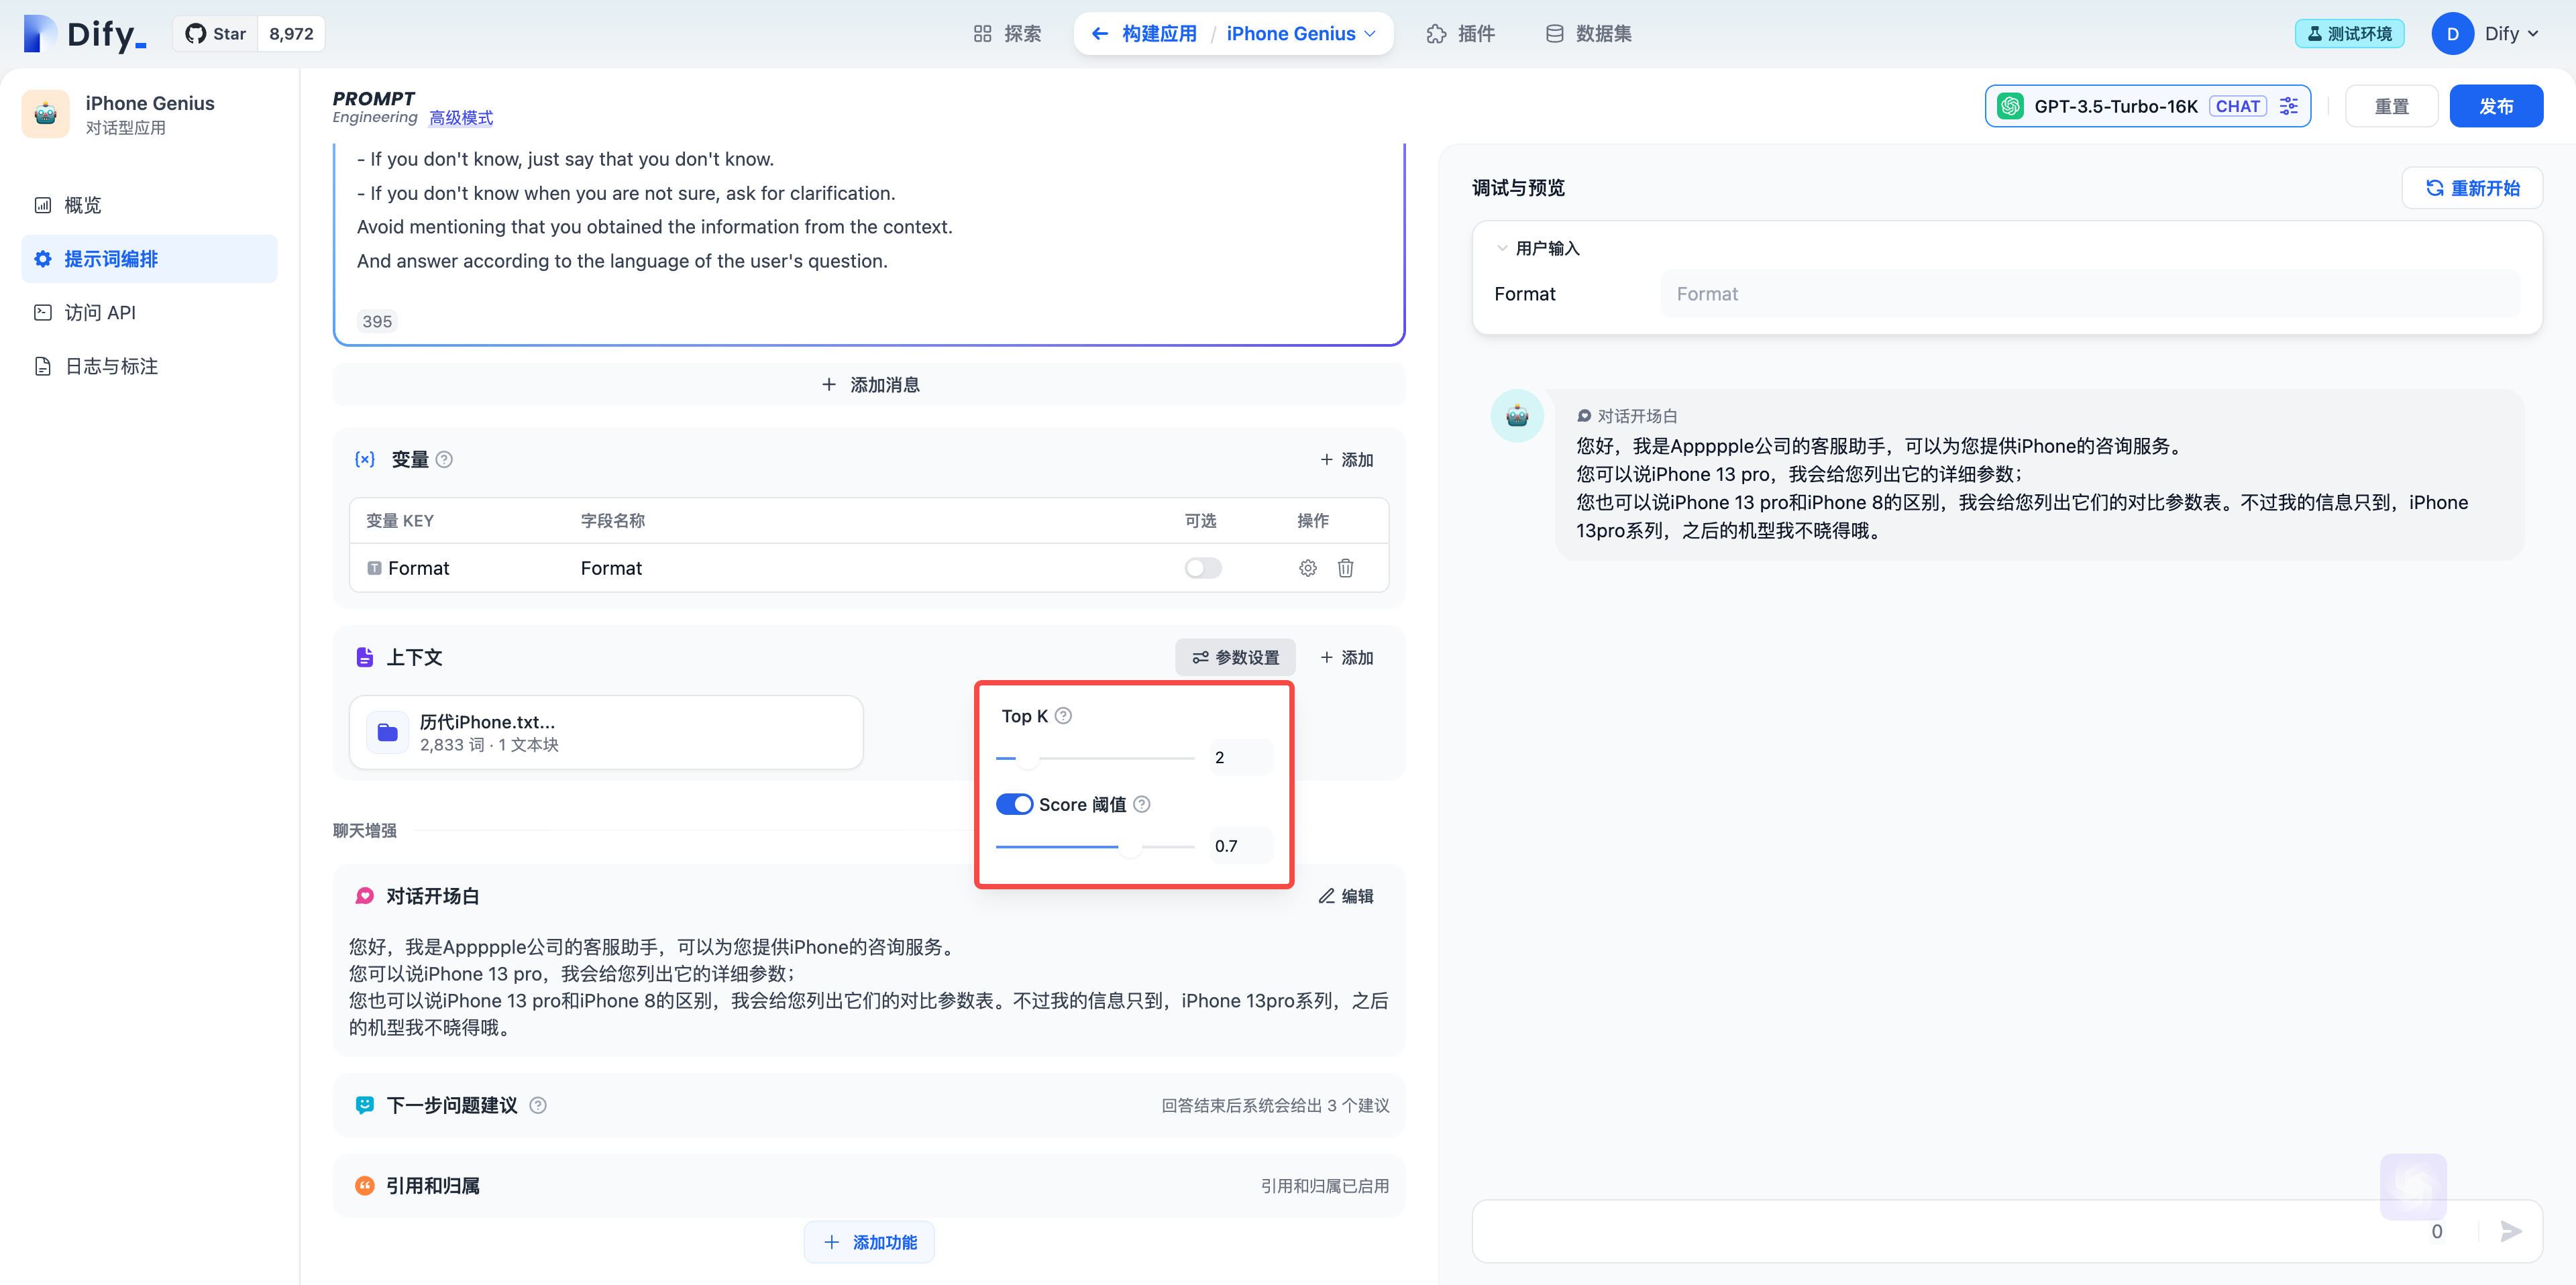 Dify_
Star 8,972
探索
构建应用 / iPhone Genius
插件
数据集
测试环境
D Dify
iPhone Genius
对话型应用
概览
提示词编排
访问 API
日志与标注
PROMPT
Engineering 高级模式
GPT-3.5-Turbo-16K CHAT
重置
发布
- If you don't know, just say that you don't know.
- If you don't know when you are not sure, ask for clarification.
Avoid mentioning that you obtained the information from the context.
And answer according to the language of the user's question.
395
+ 添加消息
{x} 变量 ?
+ 添加
变量 KEY 字段名称 可选 操作
T Format Format
上下文
参数设置
+ 添加
历代iPhone.txt...
2,833 词 · 1 文本块
Top K ?
2
Score 阈值 ?
0.7
聊天增强
对话开场白
编辑
您好，我是Appppple公司的客服助手，可以为您提供iPhone的咨询服务。
您可以说iPhone 13 pro，我会给您列出它的详细参数；
您也可以说iPhone 13 pro和iPhone 8的区别，我会给您列出它们的对比参数表。不过我的信息只到，iPhone 13pro系列，之后
的机型我不晓得哦。
下一步问题建议 ?
回答结束后系统会给出 3 个建议
引用和归属
引用和归属已启用
+ 添加功能
调试与预览
重新开始
用户输入
Format Format
对话开场白
您好，我是Appppple公司的客服助手，可以为您提供iPhone的咨询服务。
您可以说iPhone 13 pro，我会给您列出它的详细参数；
您也可以说iPhone 13 pro和iPhone 8的区别，我会给您列出它们的对比参数表。不过我的信息只到，iPhone
13pro系列，之后的机型我不晓得哦。
0